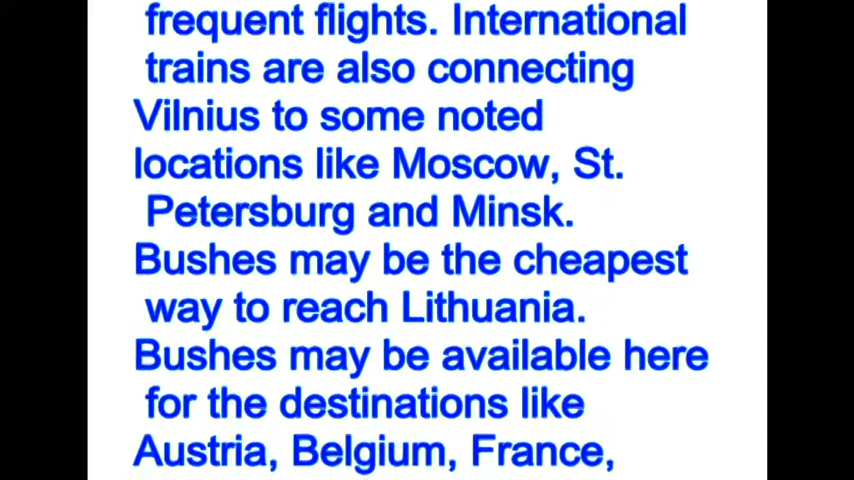 frequent flights. International
trains are also connecting
Vilnius to some noted
locations like Moscow, St.
Petersburg and Minsk.
Bushes may be the cheapest
way to reach Lithuania.
Bushes may be available here
for the destinations like
Austria, Belgium, France,